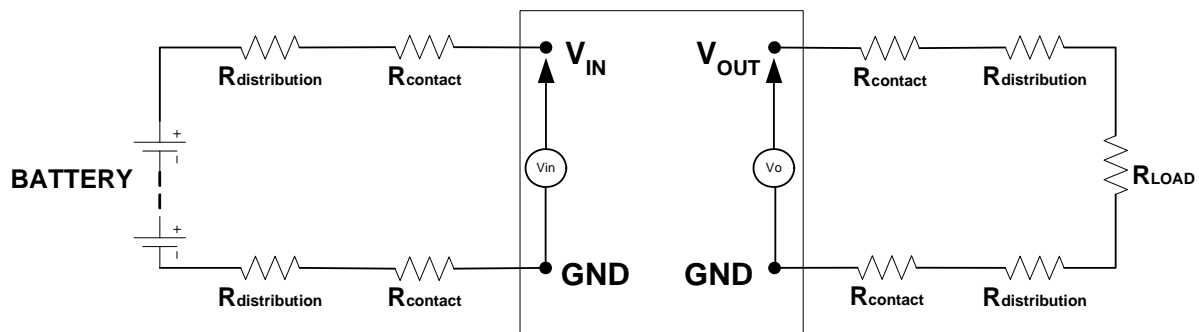 Rdistribution
Rcontact
VIN
VOUT
Rcontact
Rdistribution
+
BATTERY
Vin
Vo
RLOAD
+
Rdistribution
Rcontact
GND
GND
Rcontact
Rdistribution